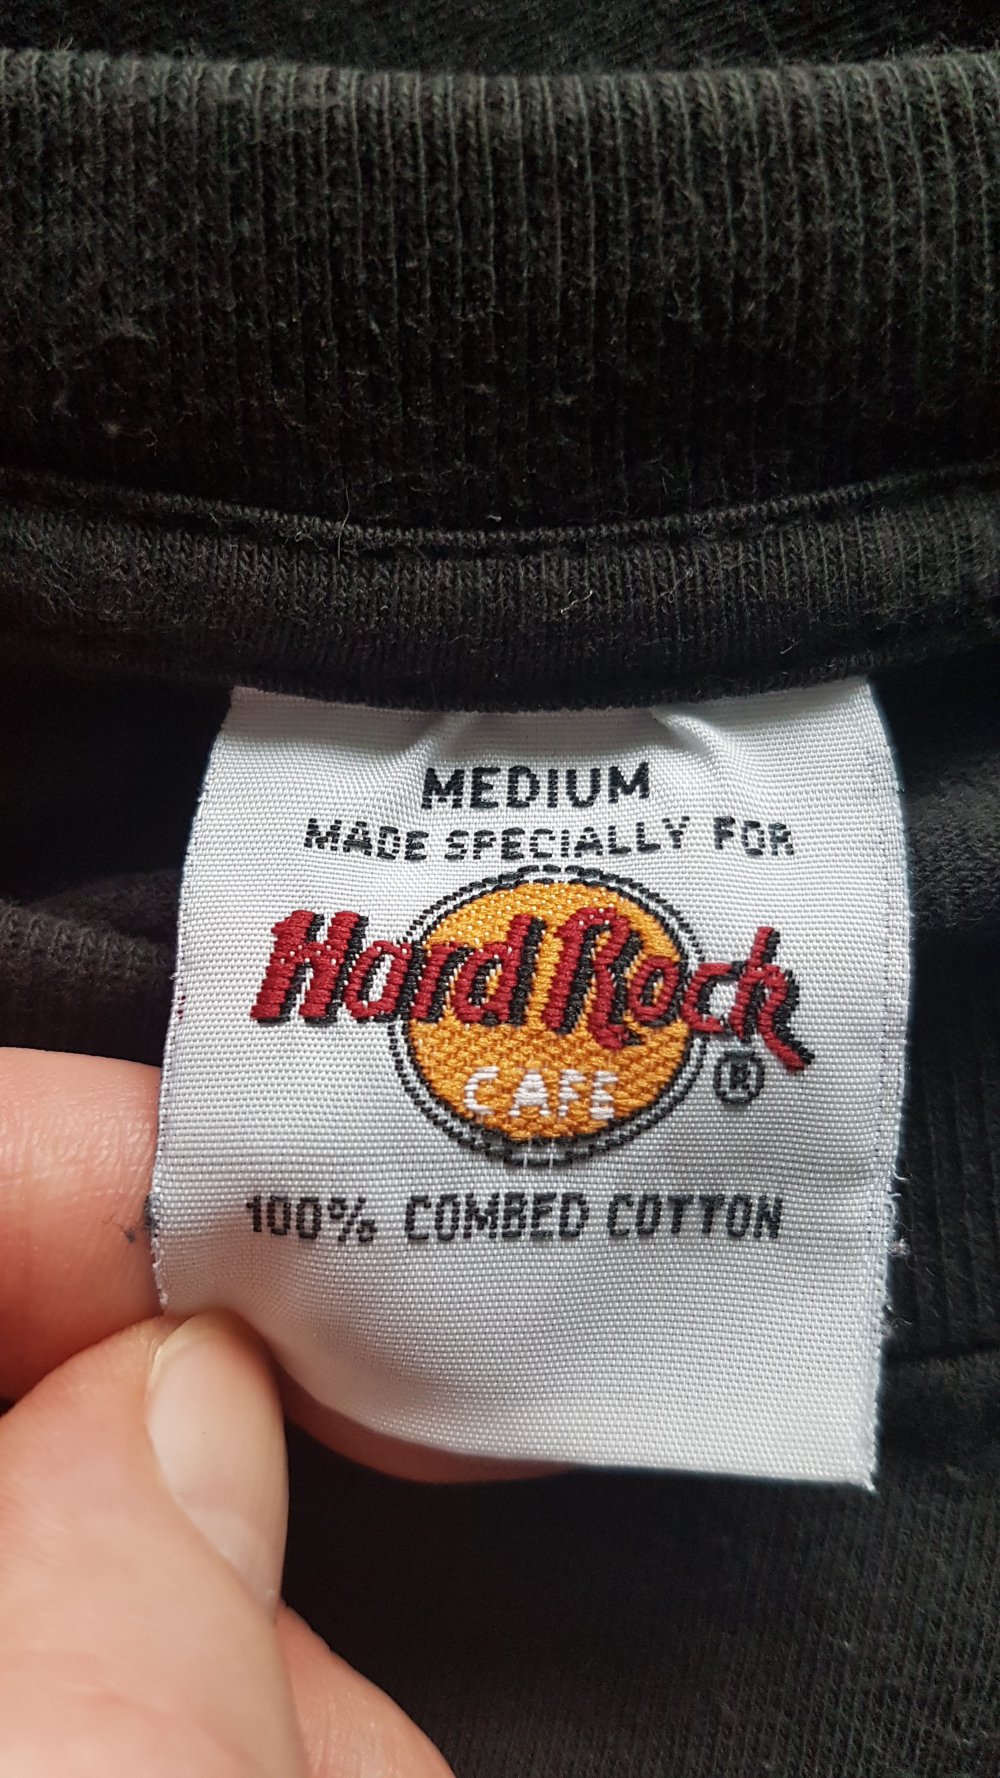 MEDIUM
MADE SPECIALLY FOR
Hard Rock
CAFE
®
100% COMBED COTTON